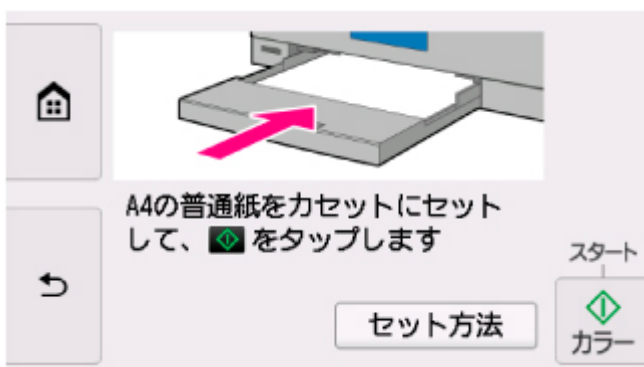 A4の普通紙をカセットにセット
して、をタップします
セット方法
スタート
カラー